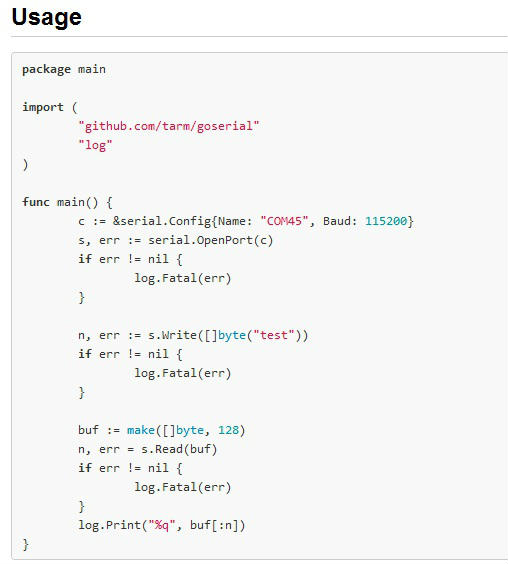 Usage
package main
import (
"github.com/tarm/goserial"
"log"
)
func main() {
c := &serial.Config{Name: "COM45", Baud: 115200}
s, err := serial.OpenPort(c)
if err != nil {
log.Fatal(err)
}
n, err := s.Write([]byte("test"))
if err != nil {
log.Fatal(err)
}
buf := make([]byte, 128)
n, err = s.Read(buf)
if err != nil {
log.Fatal(err)
}
log.Print("%q", buf[:n])
}